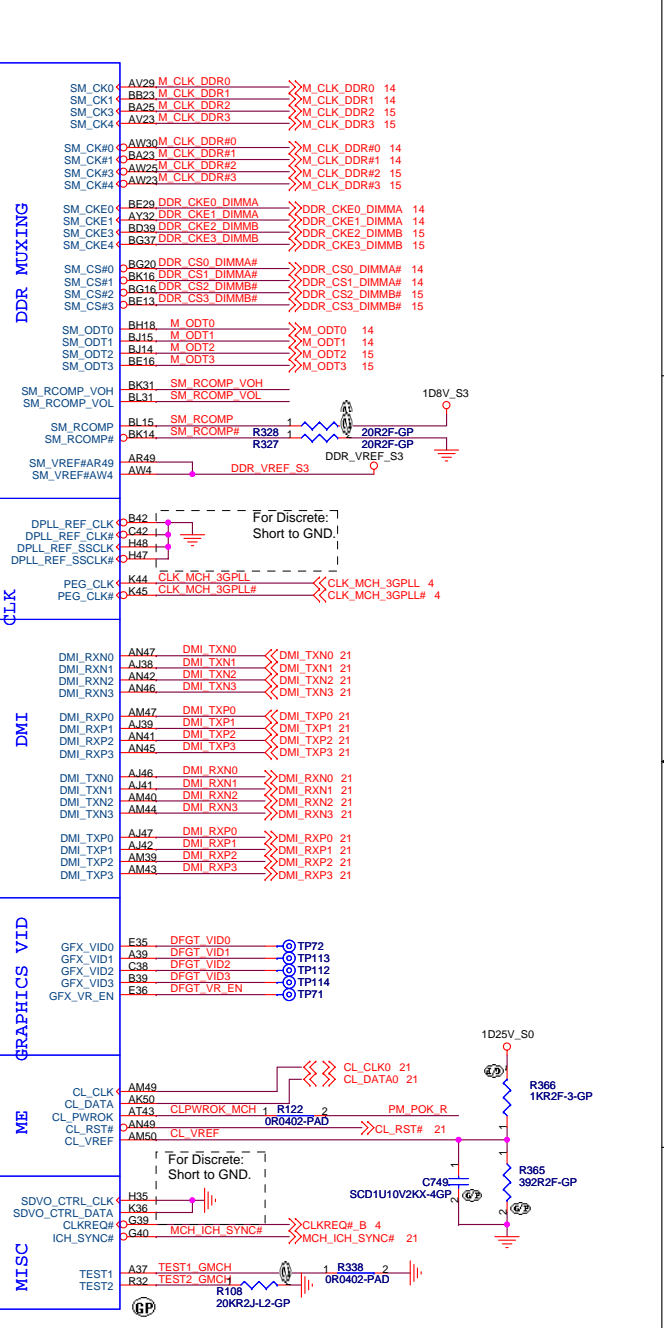 DDR MUXING
SM_CK0 AV29 M_CLK_DDR0 M_CLK_DDR0 14
SM_CK1 BB23 M_CLK_DDR1 M_CLK_DDR1 14
SM_CK3 BA25 M_CLK_DDR2 M_CLK_DDR2 15
SM_CK4 AV23 M_CLK_DDR3 M_CLK_DDR3 15
SM_CK#0 AW30 M_CLK_DDR#0 M_CLK_DDR#0 14
SM_CK#1 BA23 M_CLK_DDR#1 M_CLK_DDR#1 14
SM_CK#3 AW25 M_CLK_DDR#2 M_CLK_DDR#2 15
SM_CK#4 AW23 M_CLK_DDR#3 M_CLK_DDR#3 15
SM_CKE0 BE29 DDR_CKE0_DIMMA DDR_CKE0_DIMMA 14
SM_CKE1 AY32 DDR_CKE1_DIMMA DDR_CKE1_DIMMA 14
SM_CKE3 BD39 DDR_CKE2_DIMMB DDR_CKE2_DIMMB 15
SM_CKE4 BG37 DDR_CKE3_DIMMB DDR_CKE3_DIMMB 15
SM_CS#0 BG20 DDR_CS0_DIMMA# DDR_CS0_DIMMA# 14
SM_CS#1 BK16 DDR_CS1_DIMMA# DDR_CS1_DIMMA# 14
SM_CS#2 BG16 DDR_CS2_DIMMB# DDR_CS2_DIMMB# 15
SM_CS#3 BE13 DDR_CS3_DIMMB# DDR_CS3_DIMMB# 15
SM_ODT0 BH18 M_ODT0 M_ODT0 14
SM_ODT1 BJ15 M_ODT1 M_ODT1 14
SM_ODT2 BJ14 M_ODT2 M_ODT2 15
SM_ODT3 BE16 M_ODT3 M_ODT3 15
SM_RCOMP_VOH BK31 SM_RCOMP_VOH
SM_RCOMP_VOL BL31 SM_RCOMP_VOL
1D8V_S3
SM_RCOMP BL15 SM_RCOMP R328 1 20R2F-GP
SM_RCOMP# BK14 SM_RCOMP# R327 1 2 20R2F-GP
SM_VREF#AR49 AR49
SM_VREF#AW4 AW4 DDR_VREF_S3 DDR_VREF_S3
CLK
DPLL_REF_CLK B42
DPLL_REF_CLK# C42
DPLL_REF_SSCLK H48
DPLL_REF_SSCLK# H47
For Discrete:
Short to GND.
PEG_CLK K44 CLK_MCH_3GPLL CLK_MCH_3GPLL 4
PEG_CLK# K45 CLK_MCH_3GPLL# CLK_MCH_3GPLL# 4
DMI
DMI_RXN0 AN47 DMI_TXN0 DMI_TXN0 21
DMI_RXN1 AJ38 DMI_TXN1 DMI_TXN1 21
DMI_RXN2 AN42 DMI_TXN2 DMI_TXN2 21
DMI_RXN3 AN46 DMI_TXN3 DMI_TXN3 21
DMI_RXP0 AM47 DMI_TXP0 DMI_TXP0 21
DMI_RXP1 AJ39 DMI_TXP1 DMI_TXP1 21
DMI_RXP2 AN41 DMI_TXP2 DMI_TXP2 21
DMI_RXP3 AN45 DMI_TXP3 DMI_TXP3 21
DMI_TXN0 AJ46 DMI_RXN0 DMI_RXN0 21
DMI_TXN1 AJ41 DMI_RXN1 DMI_RXN1 21
DMI_TXN2 AM40 DMI_RXN2 DMI_RXN2 21
DMI_TXN3 AM44 DMI_RXN3 DMI_RXN3 21
DMI_TXP0 AJ47 DMI_RXP0 DMI_RXP0 21
DMI_TXP1 AJ42 DMI_RXP1 DMI_RXP1 21
DMI_TXP2 AM39 DMI_RXP2 DMI_RXP2 21
DMI_TXP3 AM43 DMI_RXP3 DMI_RXP3 21
GRAPHICS VID
GFX_VID0 E35 DFGT_VID0 TP72
GFX_VID1 A39 DFGT_VID1 TP113
GFX_VID2 C38 DFGT_VID2 TP112
GFX_VID3 B39 DFGT_VID3 TP114
GFX_VR_EN E36 DFGT_VR_EN TP71
1D25V_S0
ME
CL_CLK AM49 CL_CLK0 21
CL_DATA AK50 CL_DATA0 21
CL_PWROK AT43 CLPWROK_MCH 1 R122 2 PM_POK_R
0R0402-PAD
CL_RST# AN49 CL_RST# 21
CL_VREF AM50 CL_VREF
1 R366
1KR2F-3-GP
2 GP
1 R365
392R2F-GP
2 GP
1 C749
SCD1U10V2KX-4GP
2 GP
For Discrete:
Short to GND.
MISC
SDVO_CTRL_CLK H35
SDVO_CTRL_DATA K36
CLKREQ# G39 CLKREQ#_B 4
ICH_SYNC# G40 MCH_ICH_SYNC# MCH_ICH_SYNC# 21
TEST1 A37 TEST1_GMCH 1 R338 2
0R0402-PAD
TEST2 R32 TEST2_GMCH 1
R108
20KR2J-L2-GP
GP